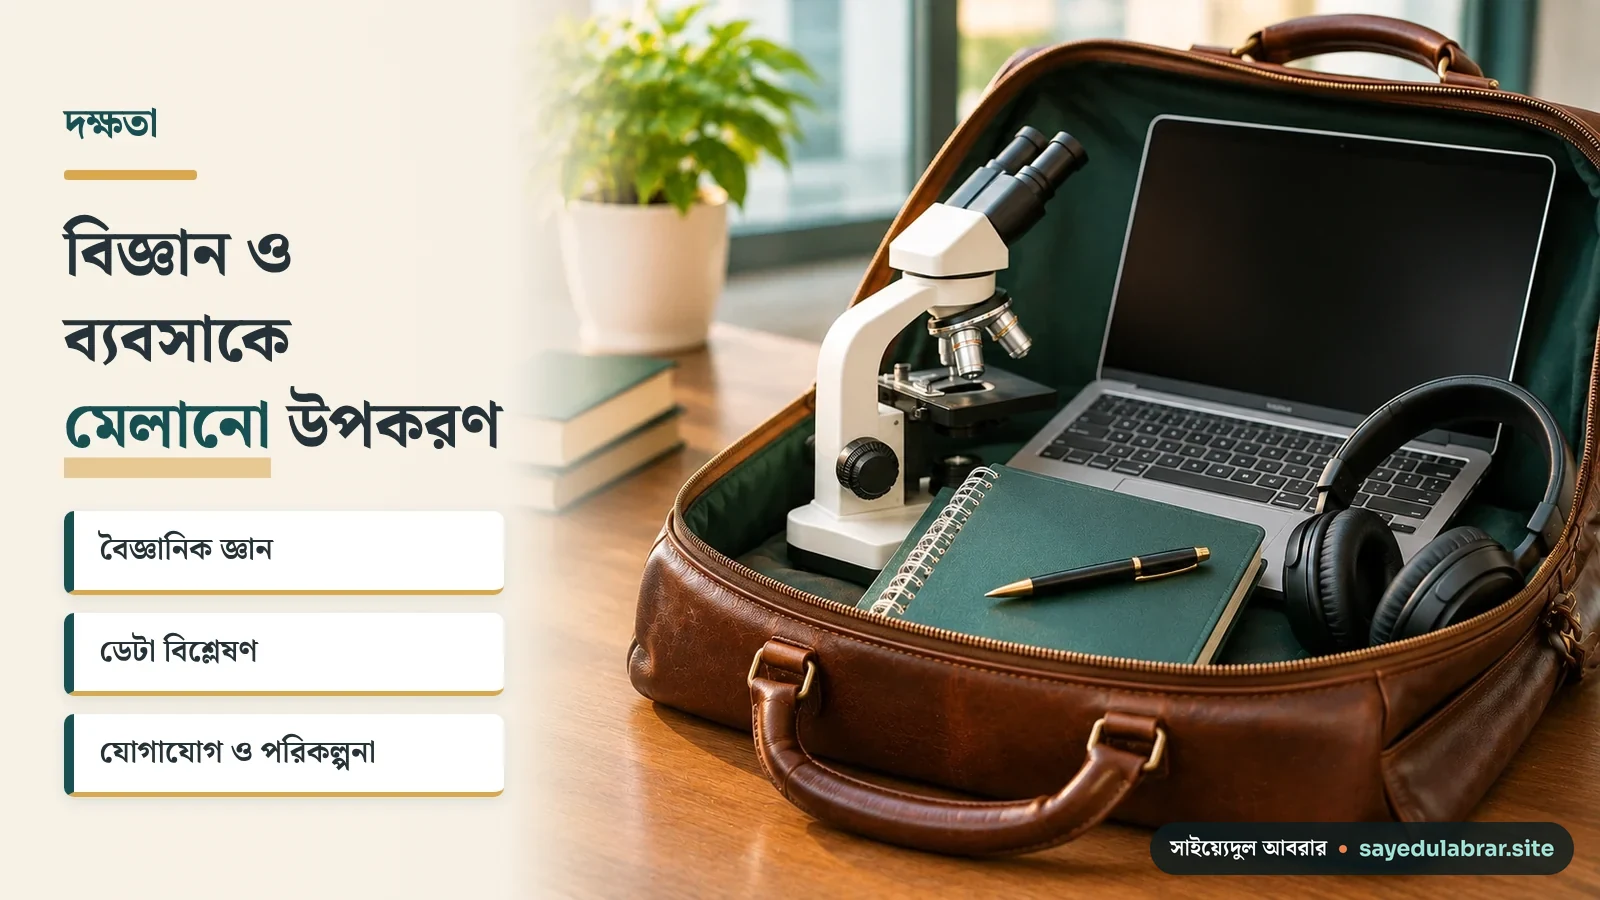 দক্ষতা
বিজ্ঞান ও
ব্যবসাকে
মেলানো উপকরণ
বৈজ্ঞানিক জ্ঞান
ডেটা বিশ্লেষণ
যোগাযোগ ও পরিকল্পনা
সাইয়্যেদুল আবরার • sayedulabrar.site